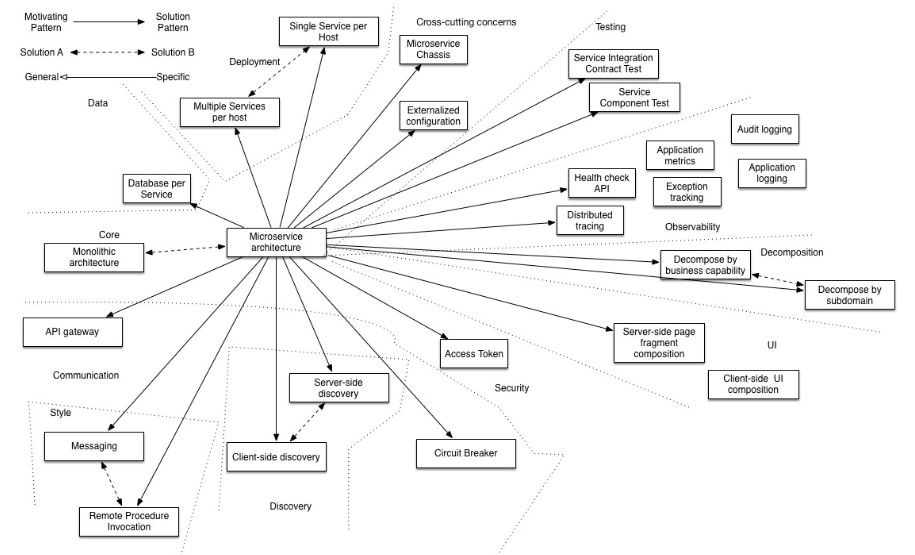 Motivating
Pattern
Solution
Pattern
Solution A
Solution B
General
Specific
Single Service per
Host
Deployment
Multiple Services
per host
Data
Database per
Service
Cross-cutting concerns
Microservice
Chassis
Externalized
configuration
Testing
Service Integration
Contract Test
Service
Component Test
Audit logging
Application
metrics
Application
logging
Health check
API
Exception
tracking
Distributed
tracing
Observability
Core
Monolithic
architecture
Microservice
architecture
Decompose by
business capability
Decomposition
Decompose by
subdomain
API gateway
Communication
Server-side page
fragment
composition
UI
Client-side UI
composition
Access Token
Security
Server-side
discovery
Client-side discovery
Discovery
Circuit Breaker
Style
Messaging
Remote Procedure
Invocation